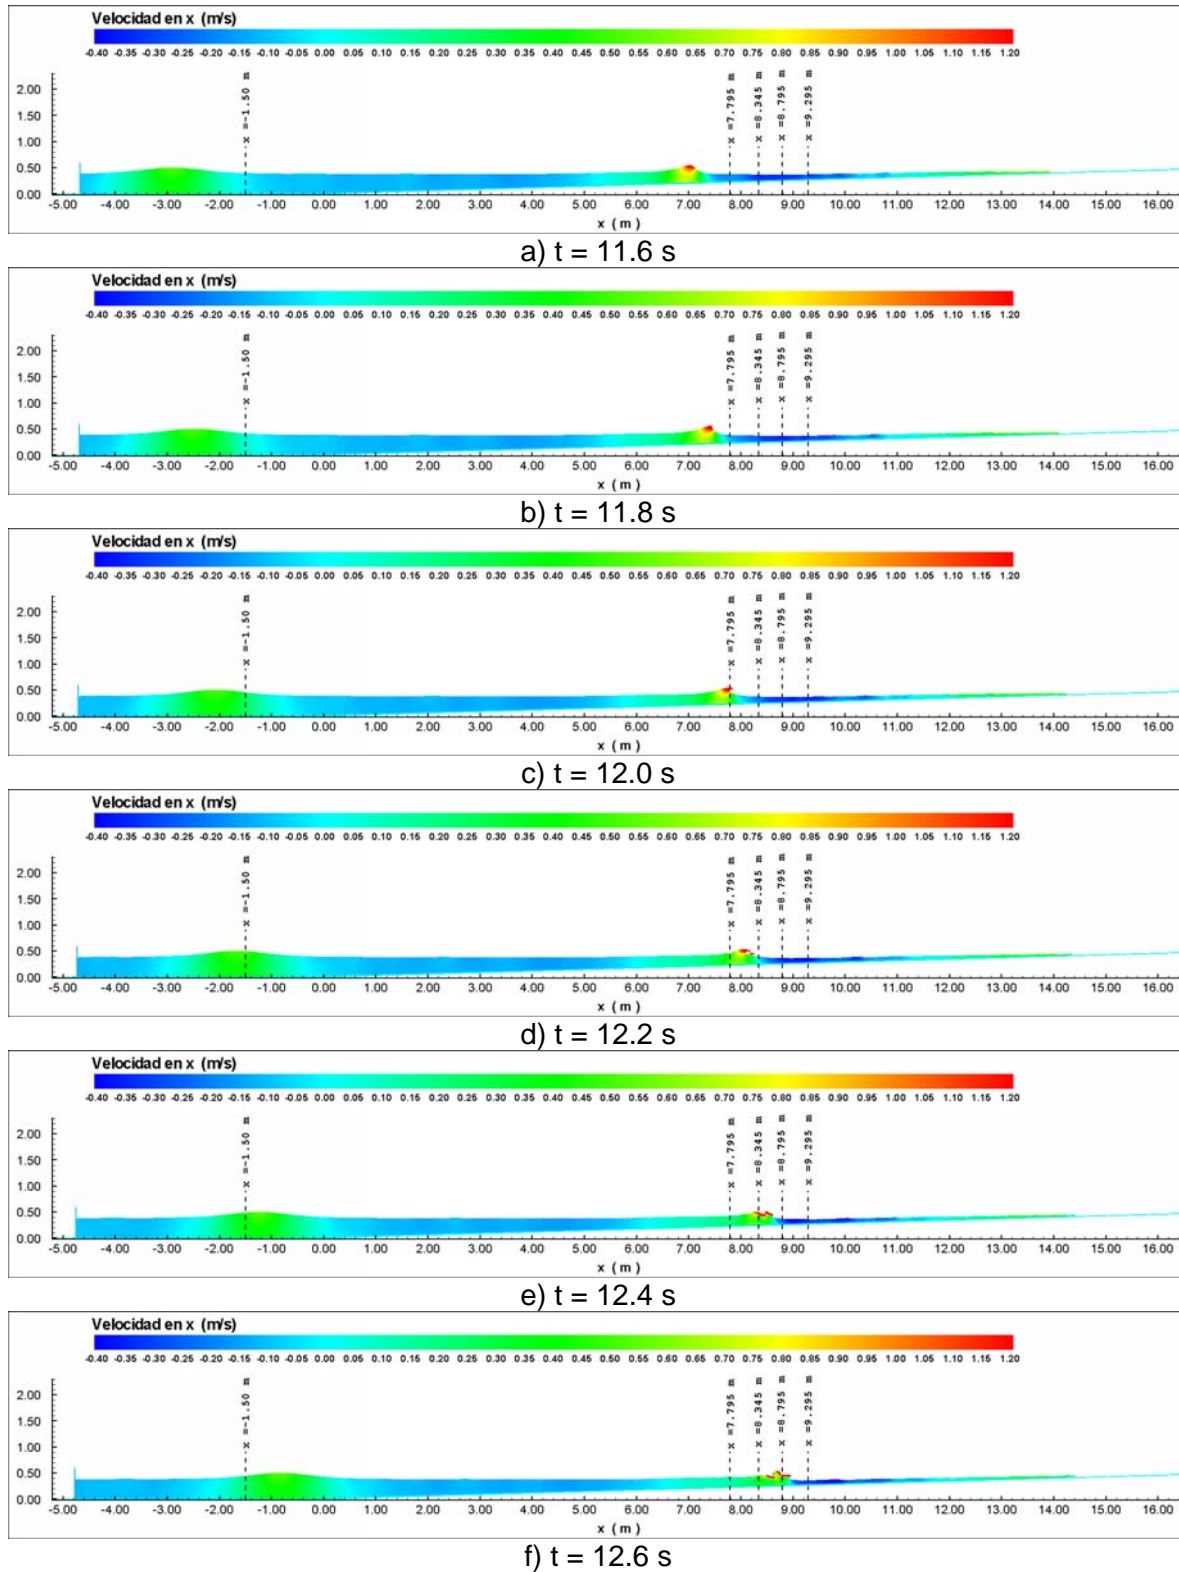 Velocidad en x (m/s)
-0.40 -0.35 -0.30 -0.25 -0.20 -0.15 -0.10 -0.05 0.00 0.05 0.10 0.15 0.20 0.25 0.30 0.35 0.40 0.45 0.50 0.55 0.60 0.65 0.70 0.75 0.80 0.85 0.90 0.95 1.00 1.05 1.10 1.20
x =-1.50 m
x =7.795 m
x =8.345 m
x =8.795 m
x =9.295 m
2.00
1.50
1.00
0.50
0.00
-5.00 -4.00 -3.00 -2.00 -1.00 0.00 1.00 2.00 3.00 4.00 5.00 6.00 7.00 8.00 9.00 10.00 11.00 12.00 13.00 14.00 15.00 16.00
x (m)
a) t = 11.6 s
Velocidad en x (m/s)
-0.40 -0.35 -0.30 -0.25 -0.20 -0.15 -0.10 -0.05 0.00 0.05 0.10 0.15 0.20 0.25 0.30 0.35 0.40 0.45 0.50 0.55 0.60 0.65 0.70 0.75 0.80 0.85 0.90 0.95 1.00 1.05 1.10 1.20
x =-1.50 m
x =7.795 m
x =8.345 m
x =8.795 m
x =9.295 m
2.00
1.50
1.00
0.50
0.00
-5.00 -4.00 -3.00 -2.00 -1.00 0.00 1.00 2.00 3.00 4.00 5.00 6.00 7.00 8.00 9.00 10.00 11.00 12.00 13.00 14.00 15.00 16.00
x (m)
b) t = 11.8 s
Velocidad en x (m/s)
-0.40 -0.35 -0.30 -0.25 -0.20 -0.15 -0.10 -0.05 0.00 0.05 0.10 0.15 0.20 0.25 0.30 0.35 0.40 0.45 0.50 0.55 0.60 0.65 0.70 0.75 0.80 0.85 0.90 0.95 1.00 1.05 1.10 1.20
x =-1.50 m
x =7.795 m
x =8.345 m
x =8.795 m
x =9.295 m
2.00
1.50
1.00
0.50
0.00
-5.00 -4.00 -3.00 -2.00 -1.00 0.00 1.00 2.00 3.00 4.00 5.00 6.00 7.00 8.00 9.00 10.00 11.00 12.00 13.00 14.00 15.00 16.00
x (m)
c) t = 12.0 s
Velocidad en x (m/s)
-0.40 -0.35 -0.30 -0.25 -0.20 -0.15 -0.10 -0.05 0.00 0.05 0.10 0.15 0.20 0.25 0.30 0.35 0.40 0.45 0.50 0.55 0.60 0.65 0.70 0.75 0.80 0.85 0.90 0.95 1.00 1.05 1.10 1.20
x =-1.50 m
x =7.795 m
x =8.345 m
x =8.795 m
x =9.295 m
2.00
1.50
1.00
0.50
0.00
-5.00 -4.00 -3.00 -2.00 -1.00 0.00 1.00 2.00 3.00 4.00 5.00 6.00 7.00 8.00 9.00 10.00 11.00 12.00 13.00 14.00 15.00 16.00
x (m)
d) t = 12.2 s
Velocidad en x (m/s)
-0.40 -0.35 -0.30 -0.25 -0.20 -0.15 -0.10 -0.05 0.00 0.05 0.10 0.15 0.20 0.25 0.30 0.35 0.40 0.45 0.50 0.55 0.60 0.65 0.70 0.75 0.80 0.85 0.90 0.95 1.00 1.05 1.10 1.20
x =-1.50 m
x =7.795 m
x =8.345 m
x =8.795 m
x =9.295 m
2.00
1.50
1.00
0.50
0.00
-5.00 -4.00 -3.00 -2.00 -1.00 0.00 1.00 2.00 3.00 4.00 5.00 6.00 7.00 8.00 9.00 10.00 11.00 12.00 13.00 14.00 15.00 16.00
x (m)
e) t = 12.4 s
Velocidad en x (m/s)
-0.40 -0.35 -0.30 -0.25 -0.20 -0.15 -0.10 -0.05 0.00 0.05 0.10 0.15 0.20 0.25 0.30 0.35 0.40 0.45 0.50 0.55 0.60 0.65 0.70 0.75 0.80 0.85 0.90 0.95 1.00 1.05 1.10 1.20
x =-1.50 m
x =7.795 m
x =8.345 m
x =8.795 m
x =9.295 m
2.00
1.50
1.00
0.50
0.00
-5.00 -4.00 -3.00 -2.00 -1.00 0.00 1.00 2.00 3.00 4.00 5.00 6.00 7.00 8.00 9.00 10.00 11.00 12.00 13.00 14.00 15.00 16.00
x (m)
f) t = 12.6 s